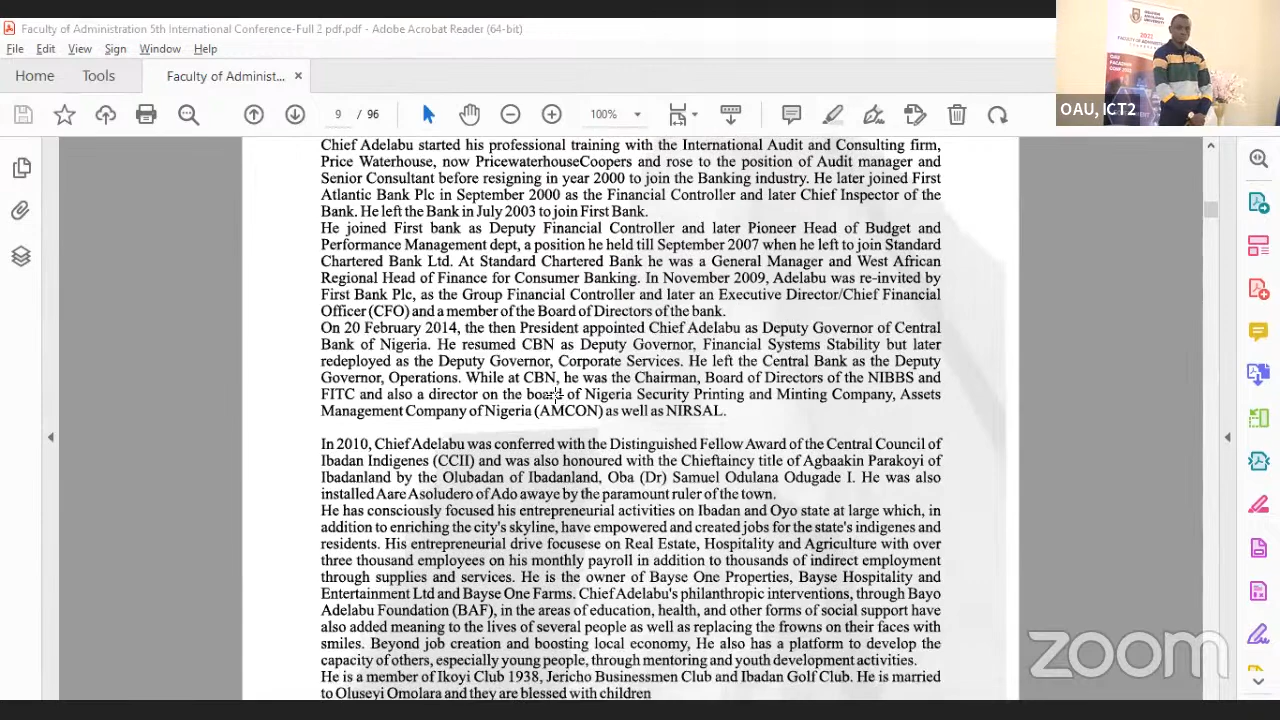 Faculty of Administration 5th International Conference-Full 2 pdf.pdf - Adobe Acrobat Reader (64-bit)
File Edit View Sign Window Help
Home Tools Faculty of Administ... ×
9 / 96 100%
OAU, ICT2
Chief Adelabu started his professional training with the International Audit and Consulting firm,
Price Waterhouse, now PricewaterhouseCoopers and rose to the position of Audit manager and
Senior Consultant before resigning in year 2000 to join the Banking industry. He later joined First
Atlantic Bank Plc in September 2000 as the Financial Controller and later Chief Inspector of the
Bank. He left the Bank in July 2003 to join First Bank.
He joined First bank as Deputy Financial Controller and later Pioneer Head of Budget and
Performance Management dept, a position he held till September 2007 when he left to join Standard
Chartered Bank Ltd. At Standard Chartered Bank he was a General Manager and West African
Regional Head of Finance for Consumer Banking. In November 2009, Adelabu was re-invited by
First Bank Plc, as the Group Financial Controller and later an Executive Director/Chief Financial
Officer (CFO) and a member of the Board of Directors of the bank.
On 20 February 2014, the then President appointed Chief Adelabu as Deputy Governor of Central
Bank of Nigeria. He resumed CBN as Deputy Governor, Financial Systems Stability but later
redeployed as the Deputy Governor, Corporate Services. He left the Central Bank as the Deputy
Governor, Operations. While at CBN, he was the Chairman, Board of Directors of the NIBBS and
FITC and also a director on the board of Nigeria Security Printing and Minting Company, Assets
Management Company of Nigeria (AMCON) as well as NIRSAL.
In 2010, Chief Adelabu was conferred with the Distinguished Fellow Award of the Central Council of
Ibadan Indigenes (CCII) and was also honoured with the Chieftaincy title of Agbaakin Parakoyi of
Ibadanland by the Olubadan of Ibadanland, Oba (Dr) Samuel Odulana Odugade I. He was also
installed Aare Asoludero of Ado awaye by the paramount ruler of the town.
He has consciously focused his entrepreneurial activities on Ibadan and Oyo state at large which, in
addition to enriching the city's skyline, have empowered and created jobs for the state's indigenes and
residents. His entrepreneurial drive focusese on Real Estate, Hospitality and Agriculture with over
three thousand employees on his monthly payroll in addition to thousands of indirect employment
through supplies and services. He is the owner of Bayse One Properties, Bayse Hospitality and
Entertainment Ltd and Bayse One Farms. Chief Adelabu's philanthropic interventions, through Bayo
Adelabu Foundation (BAF), in the areas of education, health, and other forms of social support have
also added meaning to the lives of several people as well as replacing the frowns on their faces with
smiles. Beyond job creation and boosting local economy, He also has a platform to develop the
capacity of others, especially young people, through mentoring and youth development activities.
He is a member of Ikoyi Club 1938, Jericho Businessmen Club and Ibadan Golf Club. He is married
to Oluseyi Omolara and they are blessed with children
zoom